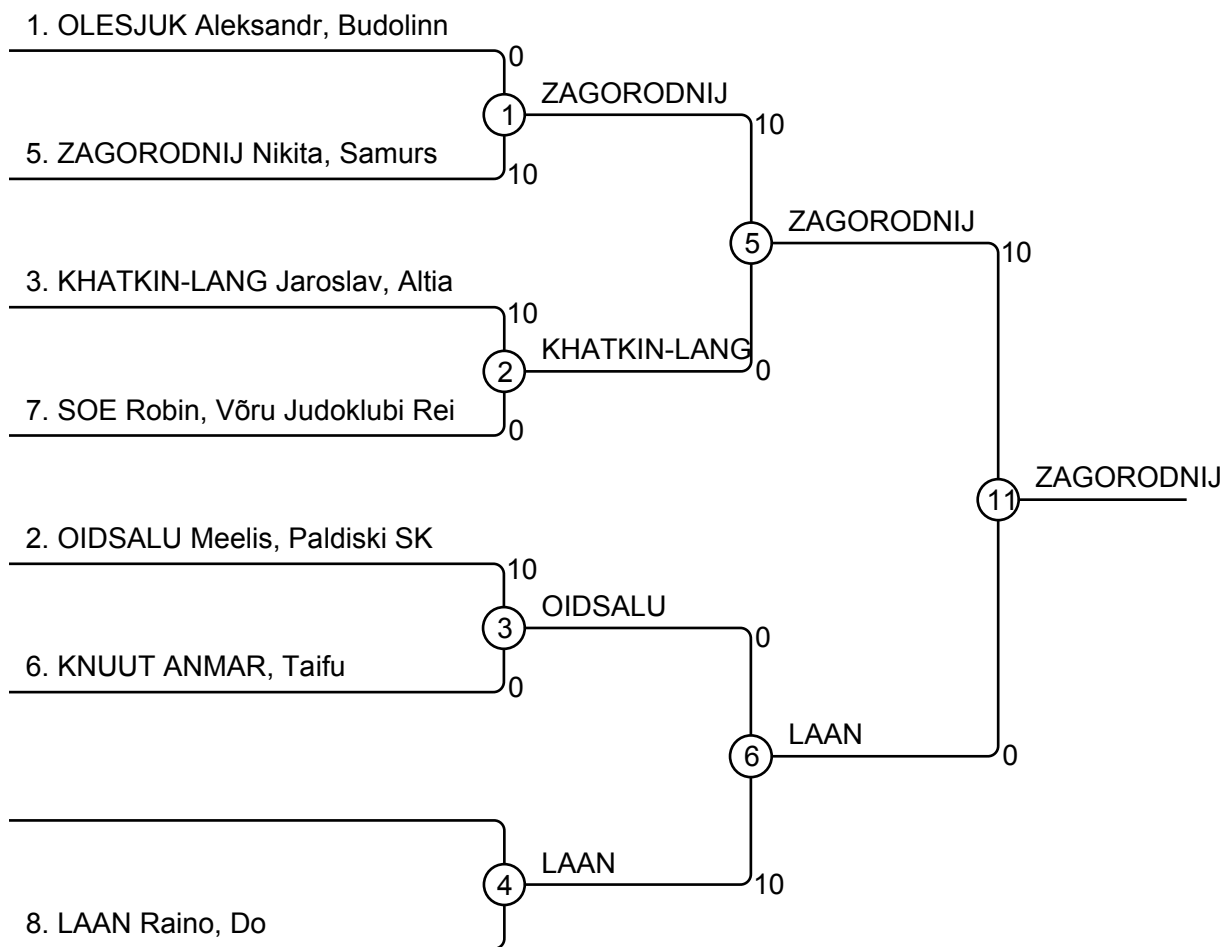 1. OLESJUK Aleksandr, Budolinn
0
1
ZAGORODNIJ
10
5. ZAGORODNIJ Nikita, Samurs
10
5
ZAGORODNIJ
10
3. KHATKIN-LANG Jaroslav, Altia
10
2
KHATKIN-LANG
0
7. SOE Robin, Võru Judoklubi Rei
0
11
ZAGORODNIJ
2. OIDSALU Meelis, Paldiski SK
10
3
OIDSALU
0
6. KNUUT ANMAR, Taifu
0
6
LAAN
0
4
LAAN
10
8. LAAN Raino, Do